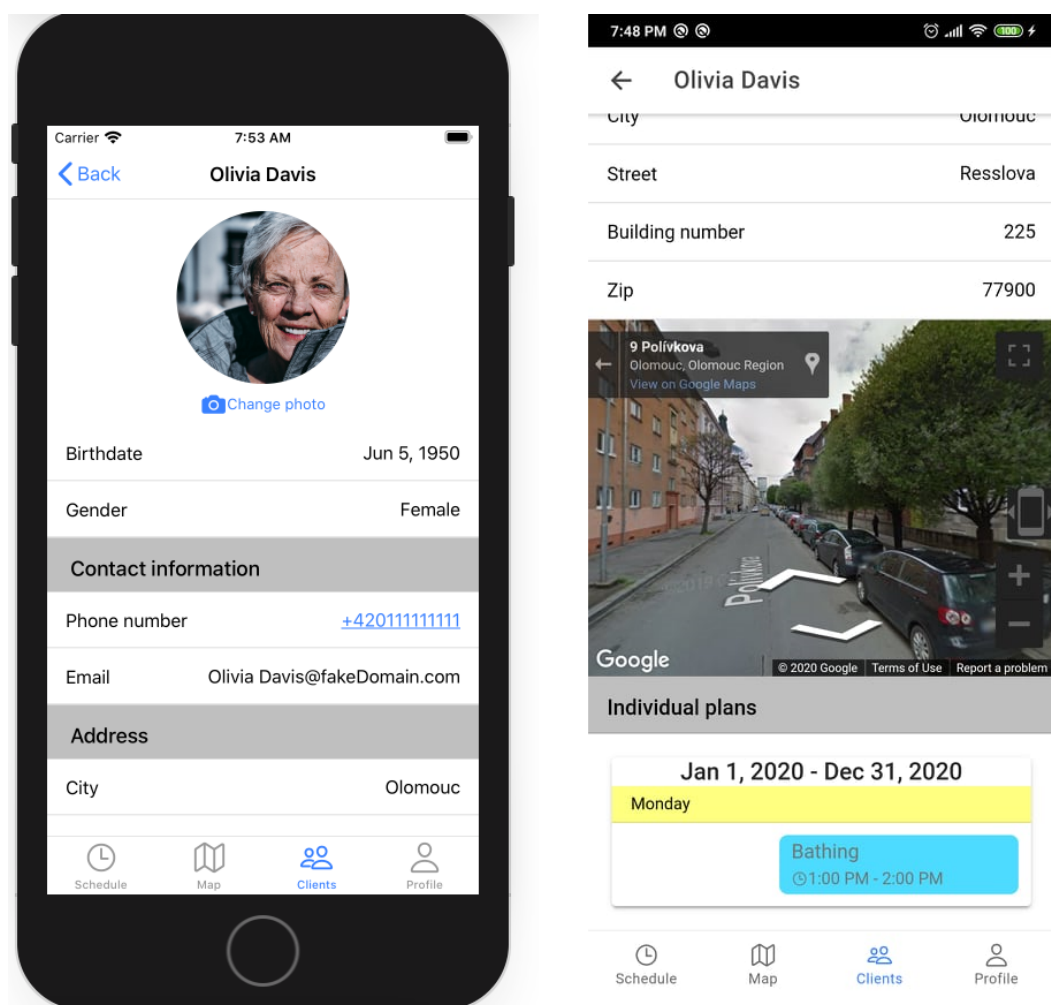 Carrier 7:53 AM
Back Olivia Davis
Change photo
Birthdate Jun 5, 1950
Gender Female
Contact information
Phone number +420111111111
Email Olivia Davis@fakeDomain.com
Address
City Olomouc
Schedule Map Clients Profile
7:48 PM 100
Olivia Davis
City Olomouc
Street Resslova
Building number 225
Zip 77900
9 Polívkova
Olomouc, Olomouc Region
View on Google Maps
Polívkova
Google © 2020 Google Terms of Use Report a problem
Individual plans
Jan 1, 2020 - Dec 31, 2020
Monday
Bathing
1:00 PM - 2:00 PM
Schedule Map Clients Profile